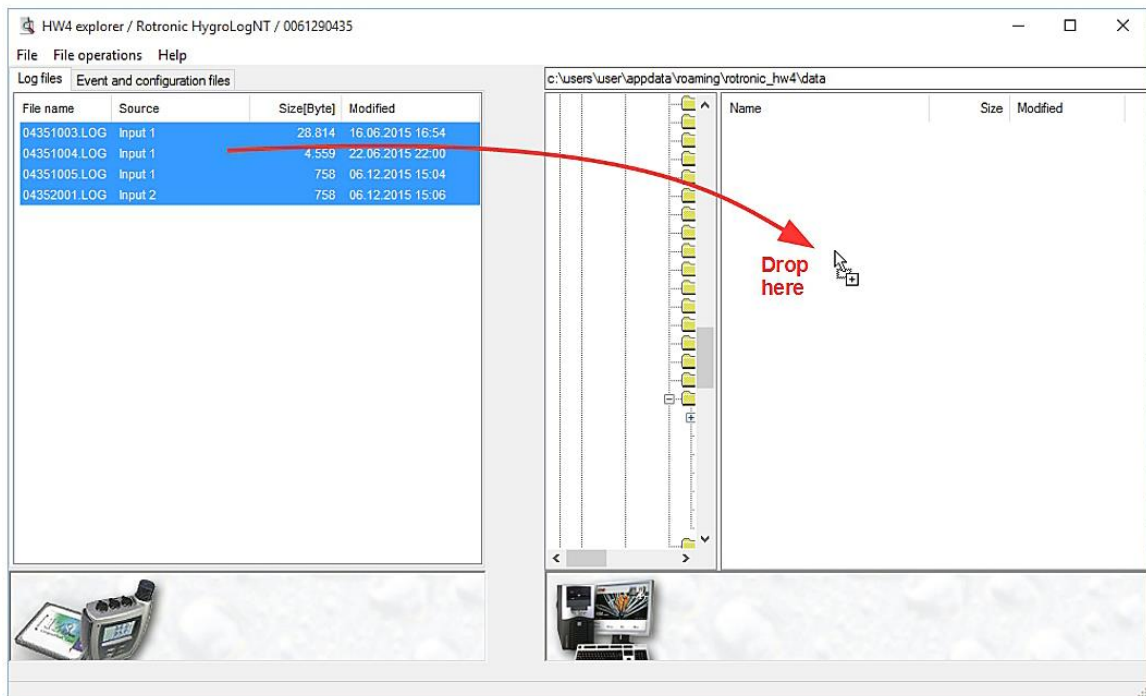 HW4 explorer / Rotronic HygroLogNT / 0061290435
File File operations Help
Log files Event and configuration files
File name Source Size[Byte] Modified
04351003.LOG Input 1 28.814 16.06.2015 16:54
04351004.LOG Input 1 4.559 22.06.2015 22:00
04351005.LOG Input 1 758 06.12.2015 15:04
04352001.LOG Input 2 758 06.12.2015 15:06
c:\users\user\appdata\roaming\rotronic_hw4\data
Name Size Modified
Drop
here